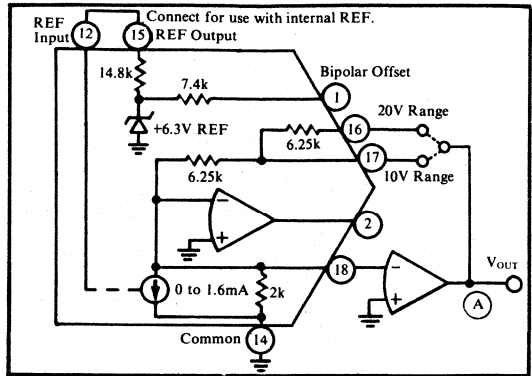 REF Input
12
15
Connect for use with internal REF.
REF Output
14.8k
7.4k
Bipolar Offset
1
+6.3V REF
6.25k
16
20V Range
6.25k
17
10V Range
−
+
2
18
−
+
VOUT
A
0 to 1.6mA
2k
Common
14